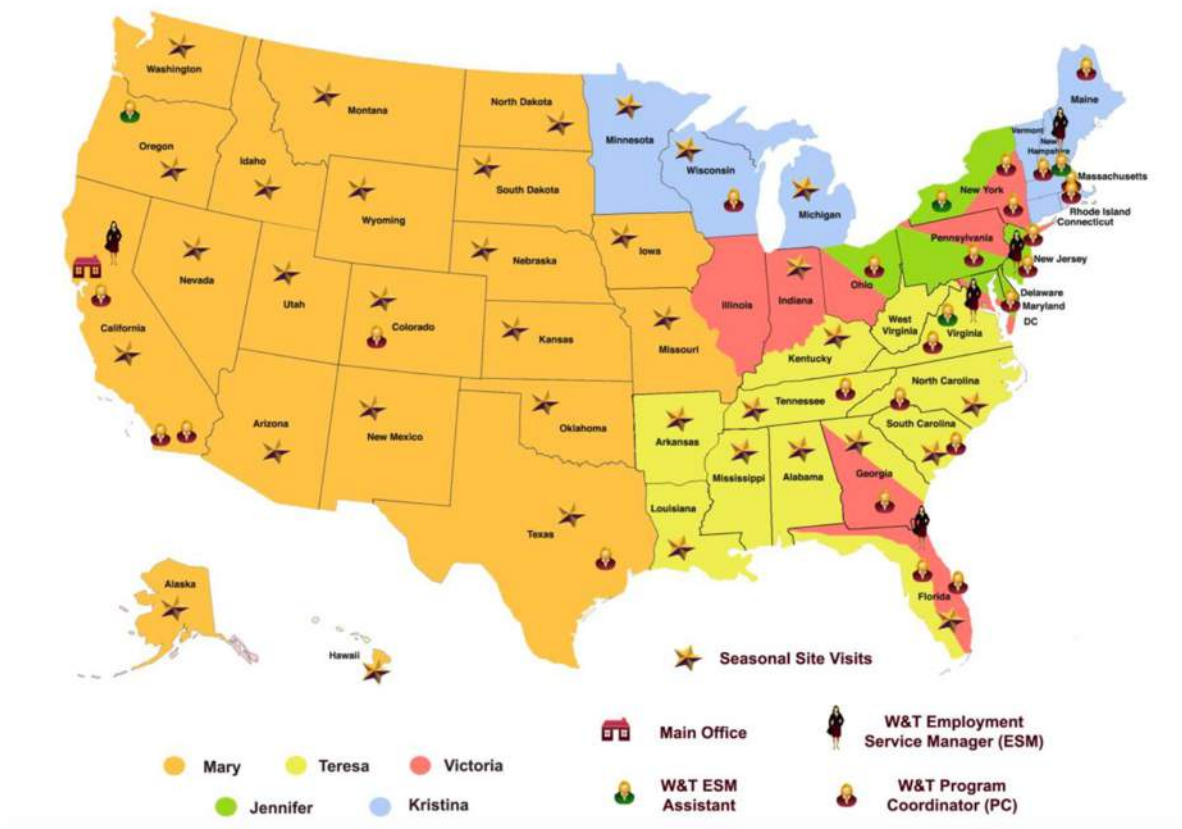 Washington
Montana
North Dakota
Minnesota
Maine
Oregon
Idaho
Wyoming
South Dakota
Wisconsin
Michigan
Vermont
New
Hampshire
Massachusetts
New York
Rhode Island
Connecticut
Nevada
Utah
Nebraska
Iowa
Pennsylvania
New Jersey
California
Colorado
Kansas
Missouri
Illinois
Indiana
Ohio
Delaware
Maryland
DC
West
Virginia
Virginia
Kentucky
Arizona
New Mexico
Oklahoma
Arkansas
Tennessee
North Carolina
South Carolina
Texas
Louisiana
Mississippi
Alabama
Georgia
Florida
Alaska
Hawaii
Seasonal Site Visits
Main Office
W&T Employment
Service Manager (ESM)
Mary
Teresa
Victoria
Jennifer
Kristina
W&T ESM
Assistant
W&T Program
Coordinator (PC)